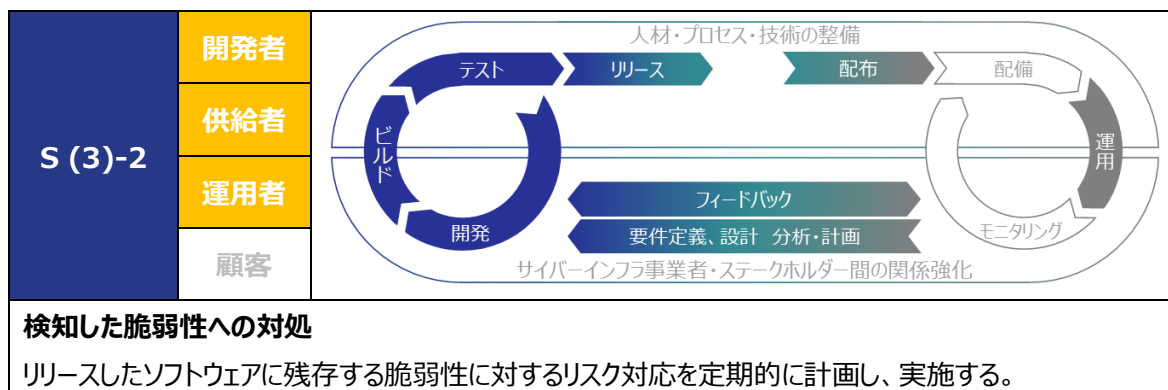 S (3)-2
開発者
供給者
運用者
顧客
人材・プロセス・技術の整備
テスト
リリース
配布
配備
ビルド
運用
フィードバック
開発
要件定義、設計 分析・計画
モニタリング
サイバーインフラ事業者・ステークホルダー間の関係強化
検知した脆弱性への対処
リリースしたソフトウェアに残存する脆弱性に対するリスク対応を定期的に計画し、実施する。